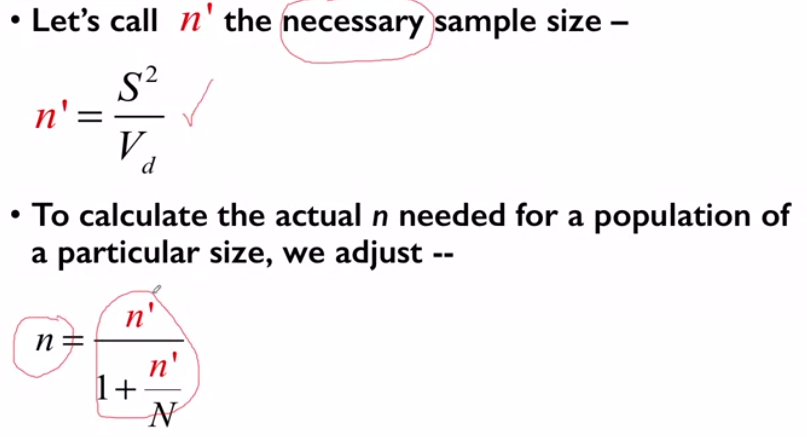 • Let's call n' the necessary sample size –
n' = S² / V_d
• To calculate the actual n needed for a population of
a particular size, we adjust --
n = n' / (1 + n' / N)